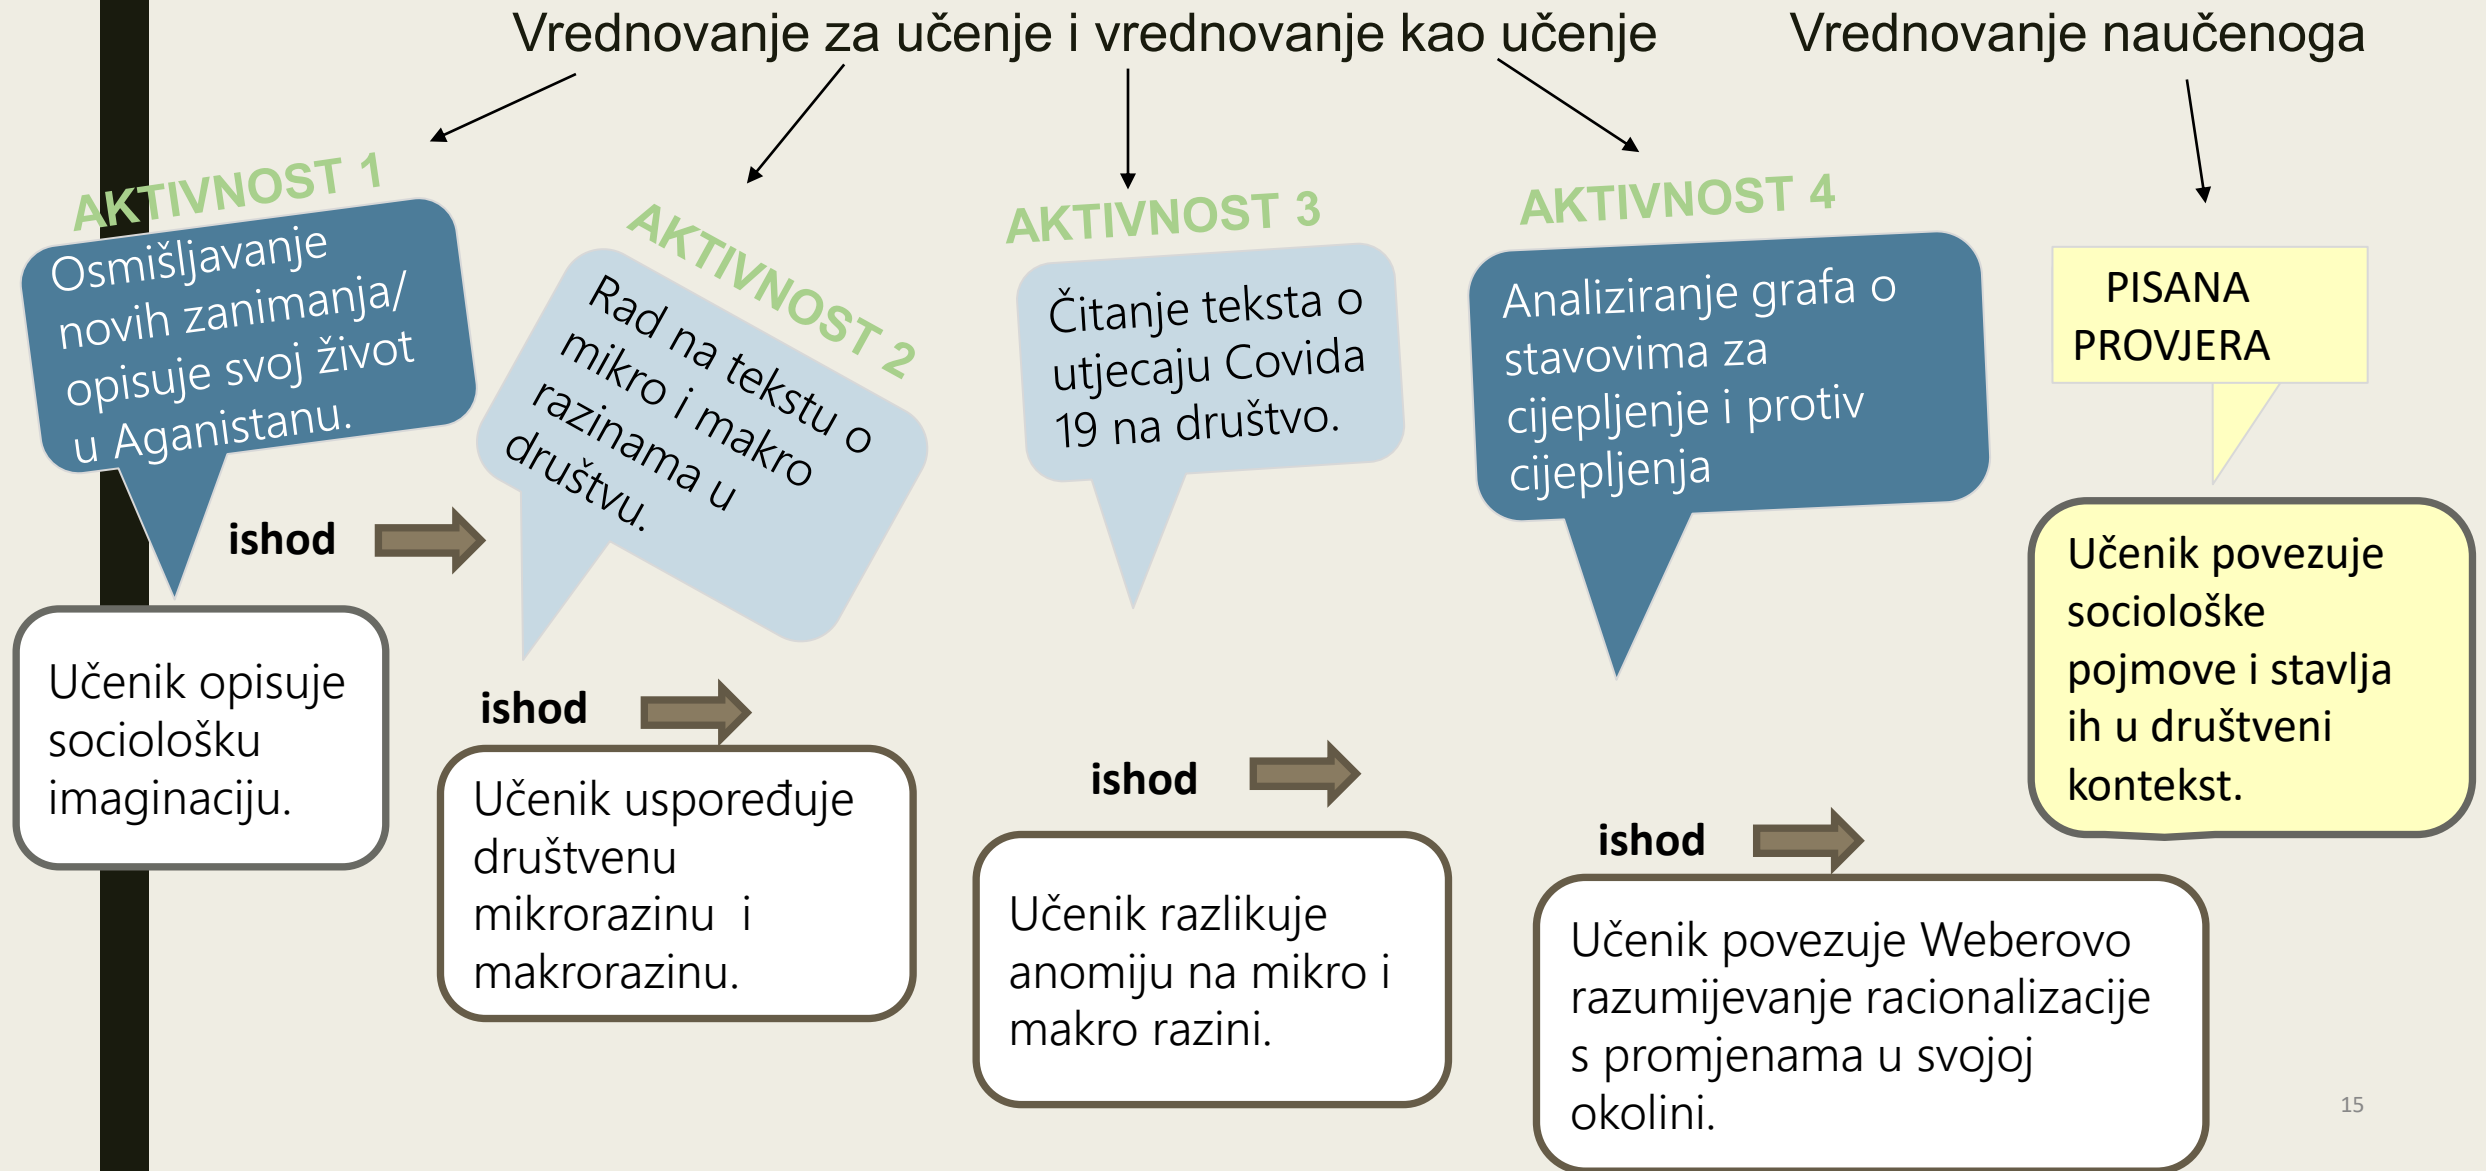 Vrednovanje za učenje i vrednovanje kao učenje
Vrednovanje naučenoga
AKTIVNOST 1
Osmišljavanje
novih zanimanja/
opisuje svoj život
u Aganistanu.
ishod
Učenik opisuje
sociološku
imaginaciju.
AKTIVNOST 2
Rad na tekstu o
mikro i makro
razinama u
društvu.
ishod
Učenik uspoređuje
društvenu
mikrorazinu i
makrorazinu.
AKTIVNOST 3
Čitanje teksta o
utjecaju Covida
19 na društvo.
ishod
Učenik razlikuje
anomiju na mikro i
makro razini.
AKTIVNOST 4
Analiziranje grafa o
stavovima za
cijepljenje i protiv
cijepljenja
ishod
Učenik povezuje Weberovo
razumijevanje racionalizacije
s promjenama u svojoj
okolini.
PISANA
PROVJERA
Učenik povezuje
sociološke
pojmove i stavlja
ih u društveni
kontekst.
15